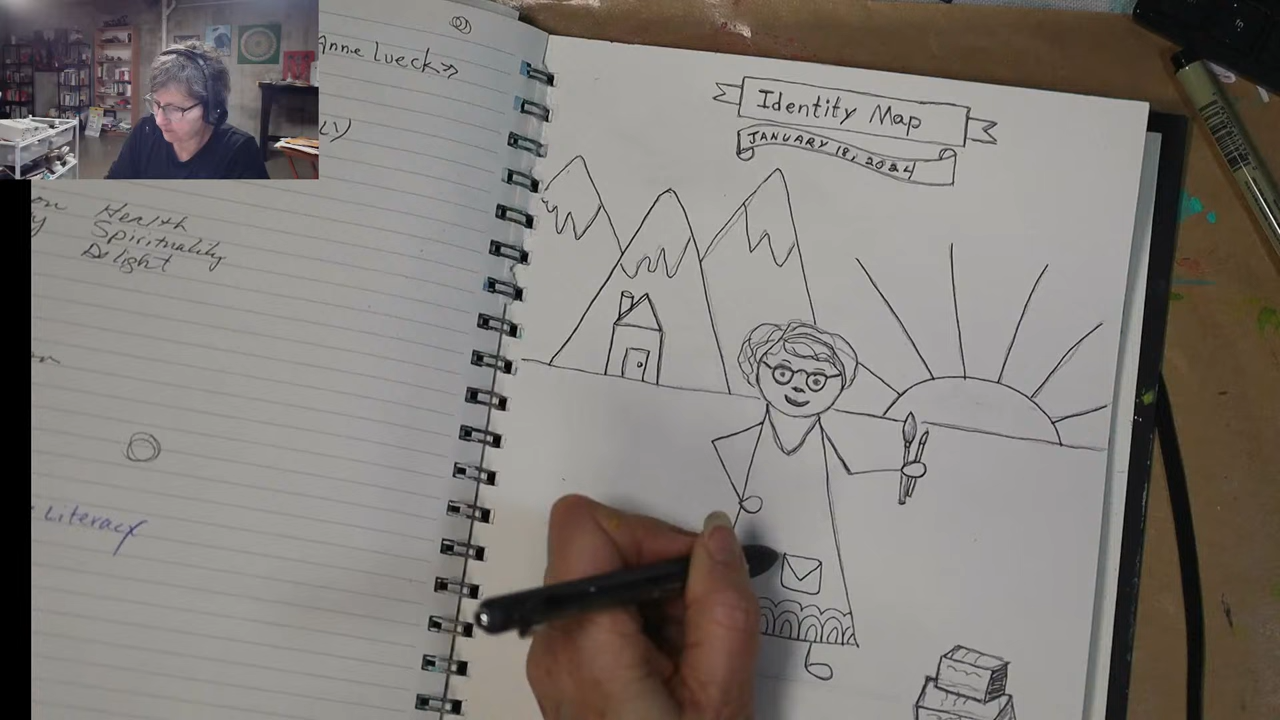 Anne Lueck
Health
Spirituality
Delight
Literacy
Identity Map
JANUARY 18, 2024